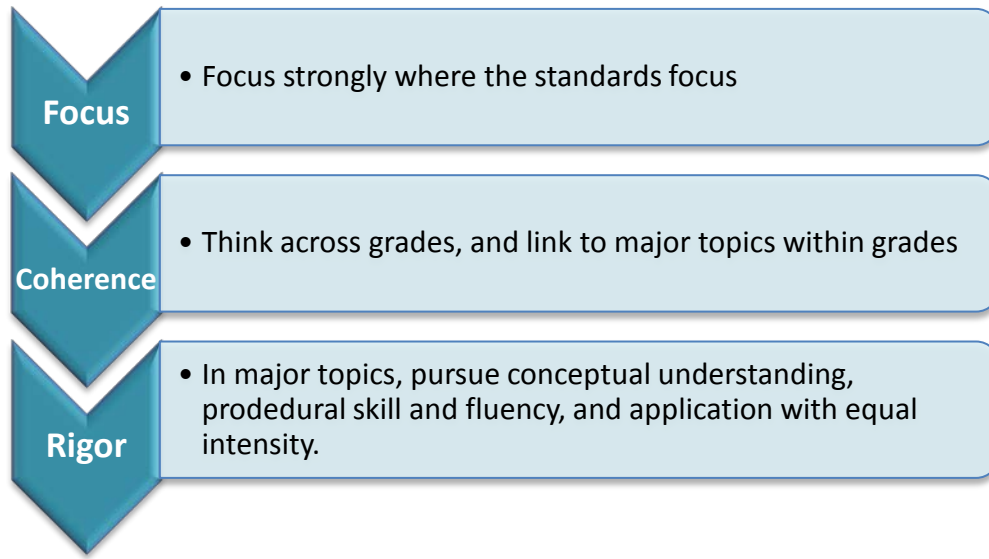 Focus
• Focus strongly where the standards focus
Coherence
• Think across grades, and link to major topics within grades
Rigor
• In major topics, pursue conceptual understanding,
prodedural skill and fluency, and application with equal
intensity.